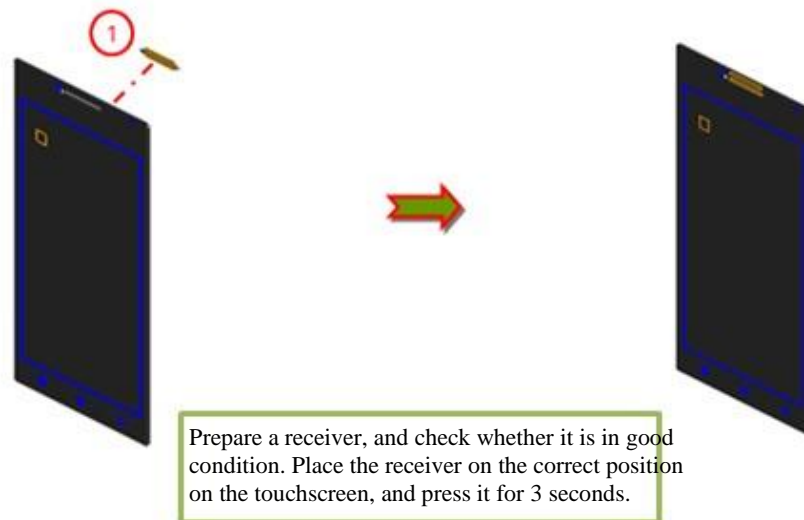 1
Prepare a receiver, and check whether it is in good
condition. Place the receiver on the correct position
on the touchscreen, and press it for 3 seconds.